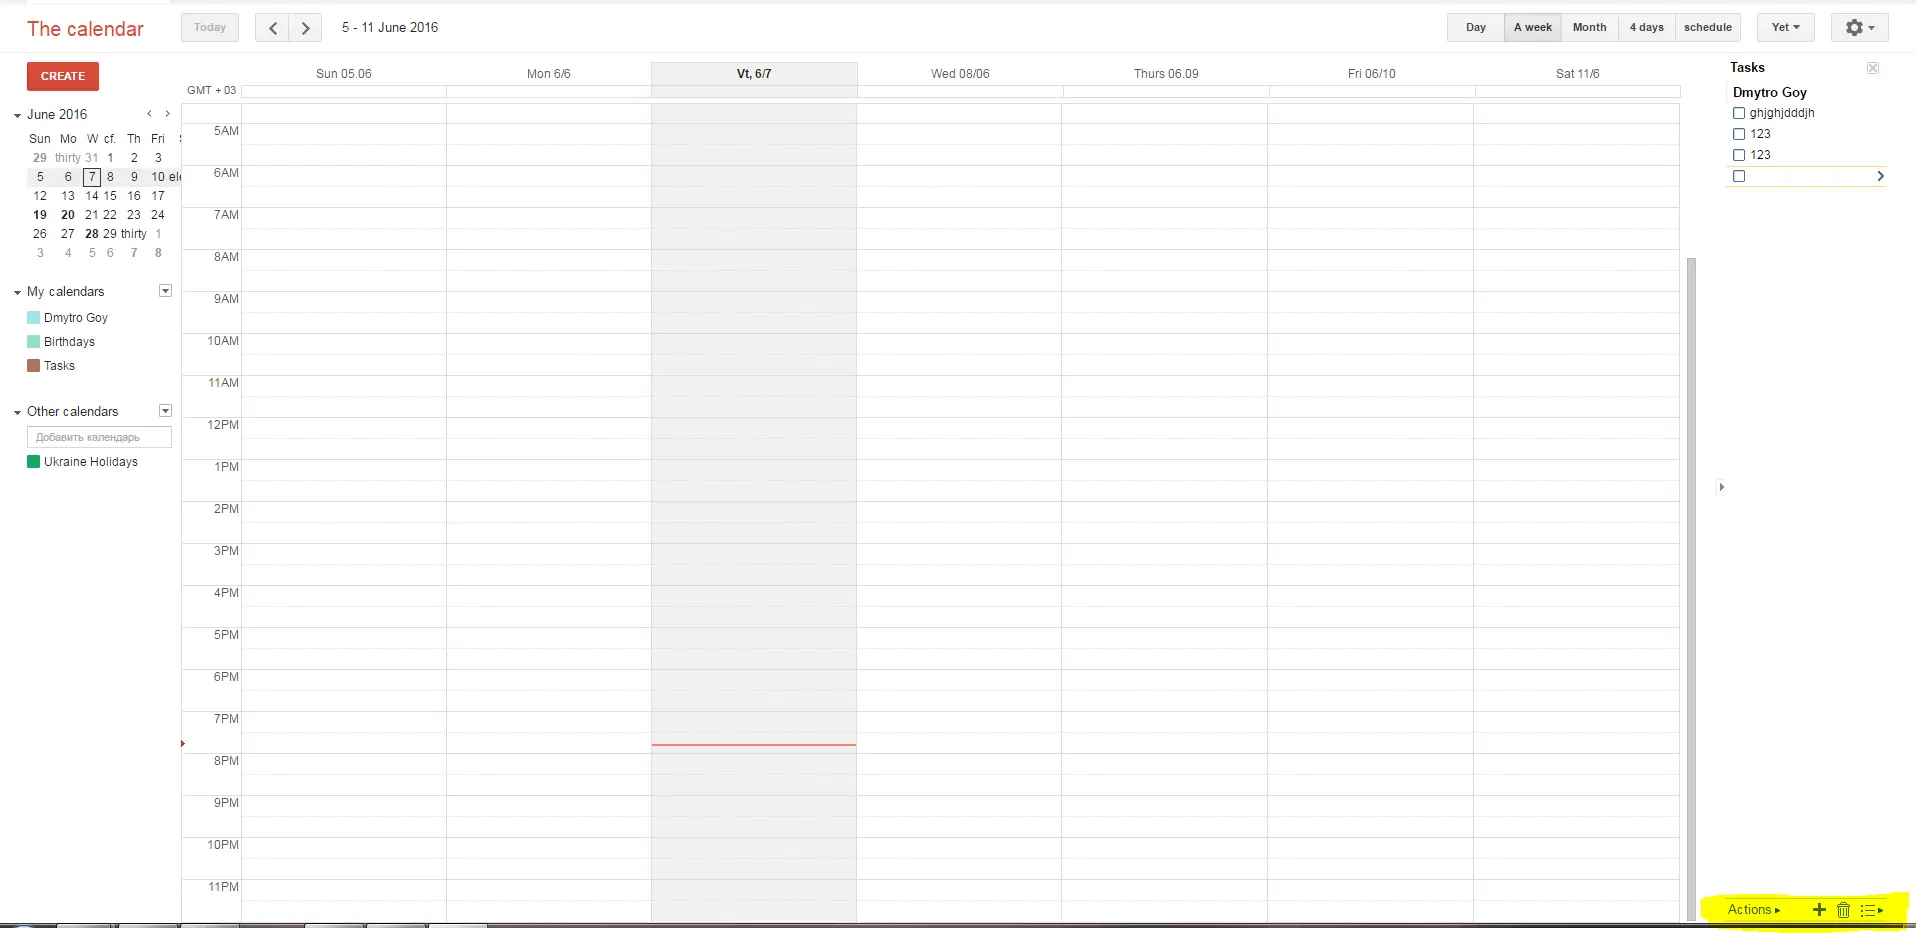 The calendar
Today
5 - 11 June 2016
Day A week Month 4 days schedule Yet
CREATE
June 2016
Sun Mo W cf. Th Fri
29 thirty 31 1 2 3
5 6 7 8 9 10 ele
12 13 14 15 16 17
19 20 21 22 23 24
26 27 28 29 thirty 1
3 4 5 6 7 8
My calendars
Dmytro Goy
Birthdays
Tasks
Other calendars
Добавить календарь
Ukraine Holidays
Sun 05.06 Mon 6/6 Vt, 6/7 Wed 08/06 Thurs 06.09 Fri 06/10 Sat 11/6
GMT + 03
5AM
6AM
7AM
8AM
9AM
10AM
11AM
12PM
1PM
2PM
3PM
4PM
5PM
6PM
7PM
8PM
9PM
10PM
11PM
Tasks
Dmytro Goy
ghjghjdddjh
123
123
Actions